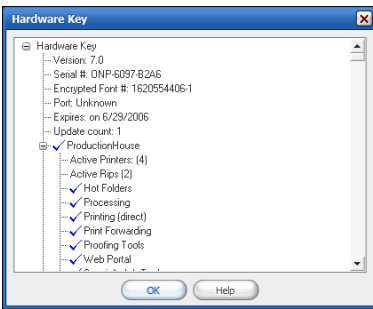 Hardware Key
Hardware Key
Version: 7.0
Serial #: ONP-6097-B2A6
Encrypted Font #: 1620554406-1
Port: Unknown
Expires: on 6/29/2006
Update count: 1
ProductionHouse
Active Printers: (4)
Active Rips (2)
Hot Folders
Processing
Printing (direct)
Print Forwarding
Proofing Tools
Web Portal
OK Help